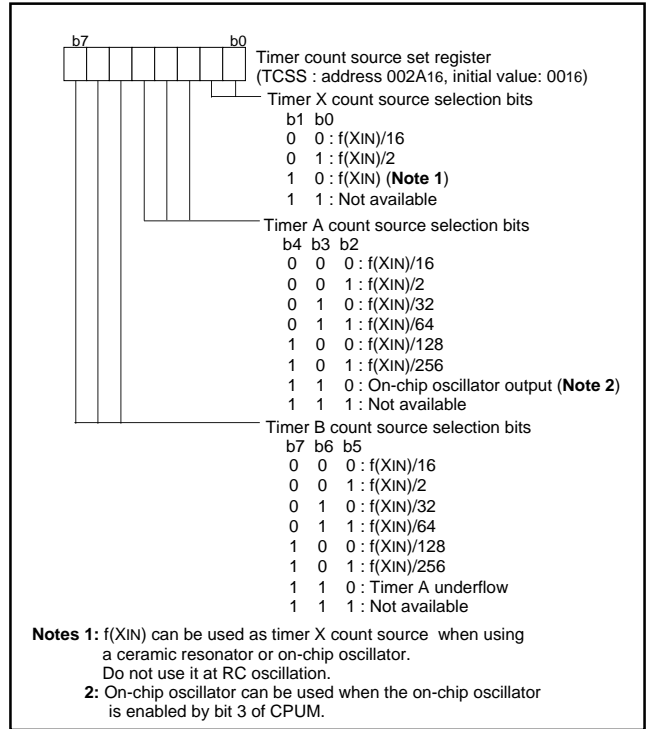 b7 b0
Timer count source set register
(TCSS : address 002A16, initial value: 0016)
Timer X count source selection bits
b1 b0
0 0 : f(XIN)/16
0 1 : f(XIN)/2
1 0 : f(XIN) (Note 1)
1 1 : Not available
Timer A count source selection bits
b4 b3 b2
0 0 0 : f(XIN)/16
0 0 1 : f(XIN)/2
0 1 0 : f(XIN)/32
0 1 1 : f(XIN)/64
1 0 0 : f(XIN)/128
1 0 1 : f(XIN)/256
1 1 0 : On-chip oscillator output (Note 2)
1 1 1 : Not available
Timer B count source selection bits
b7 b6 b5
0 0 0 : f(XIN)/16
0 0 1 : f(XIN)/2
0 1 0 : f(XIN)/32
0 1 1 : f(XIN)/64
1 0 0 : f(XIN)/128
1 0 1 : f(XIN)/256
1 1 0 : Timer A underflow
1 1 1 : Not available
Notes 1: f(XIN) can be used as timer X count source when using
a ceramic resonator or on-chip oscillator.
Do not use it at RC oscillation.
2: On-chip oscillator can be used when the on-chip oscillator
is enabled by bit 3 of CPUM.